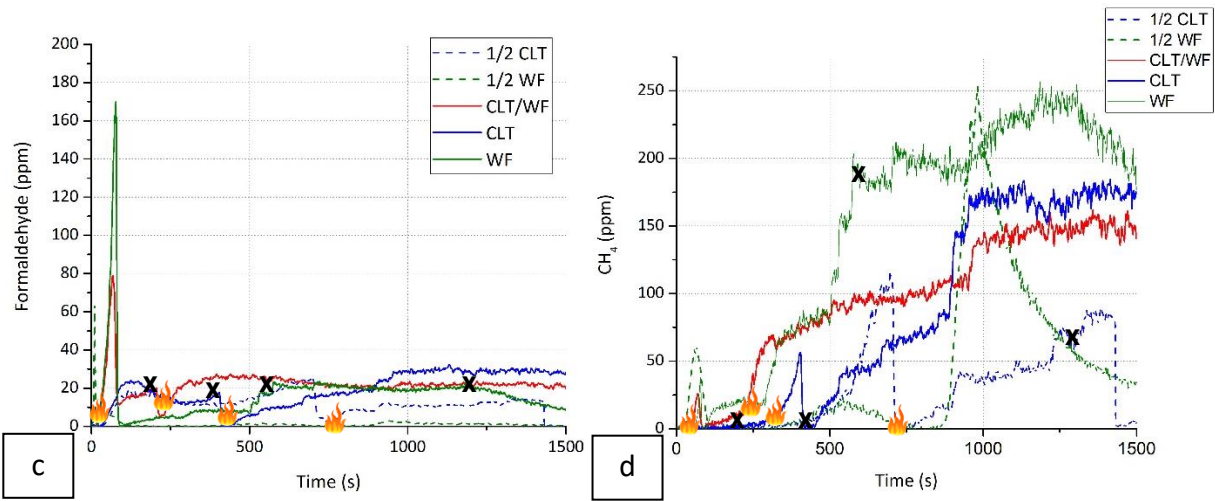 Formaldehyde (ppm)
200
180
160
140
120
100
80
60
40
20
0
0
500
1000
1500
Time (s)
1/2 CLT
1/2 WF
CLT/WF
CLT
WF
X
X
X
X
c
CH₄ (ppm)
250
200
150
100
50
0
0
500
1000
1500
Time (s)
1/2 CLT
1/2 WF
CLT/WF
CLT
WF
X
X
X
X
d